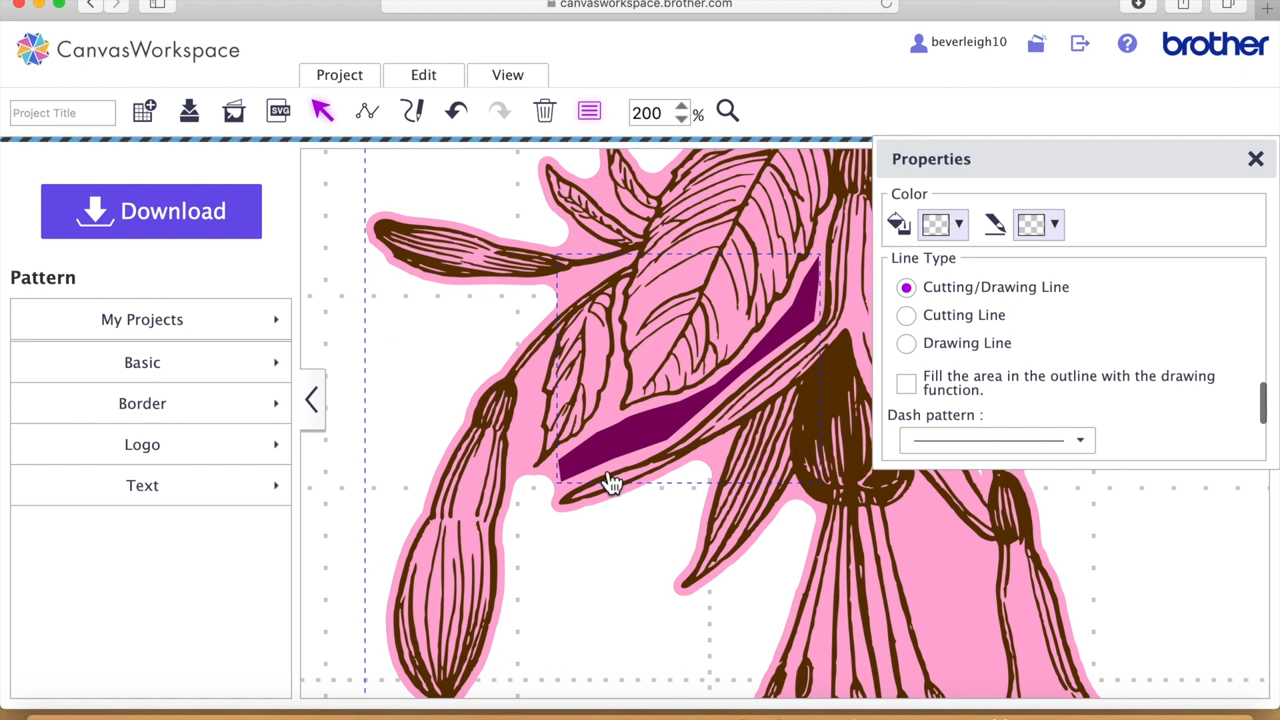 canvasworkspace.brother.com
CanvasWorkspace
beverleigh10
?
brother
Project
Edit
View
Project Title
SVG
200
%
Properties
Color
Download
Line Type
Cutting/Drawing Line
Cutting Line
Drawing Line
Fill the area in the outline with the drawing
function.
Dash pattern :
Pattern
My Projects
Basic
Border
Logo
Text